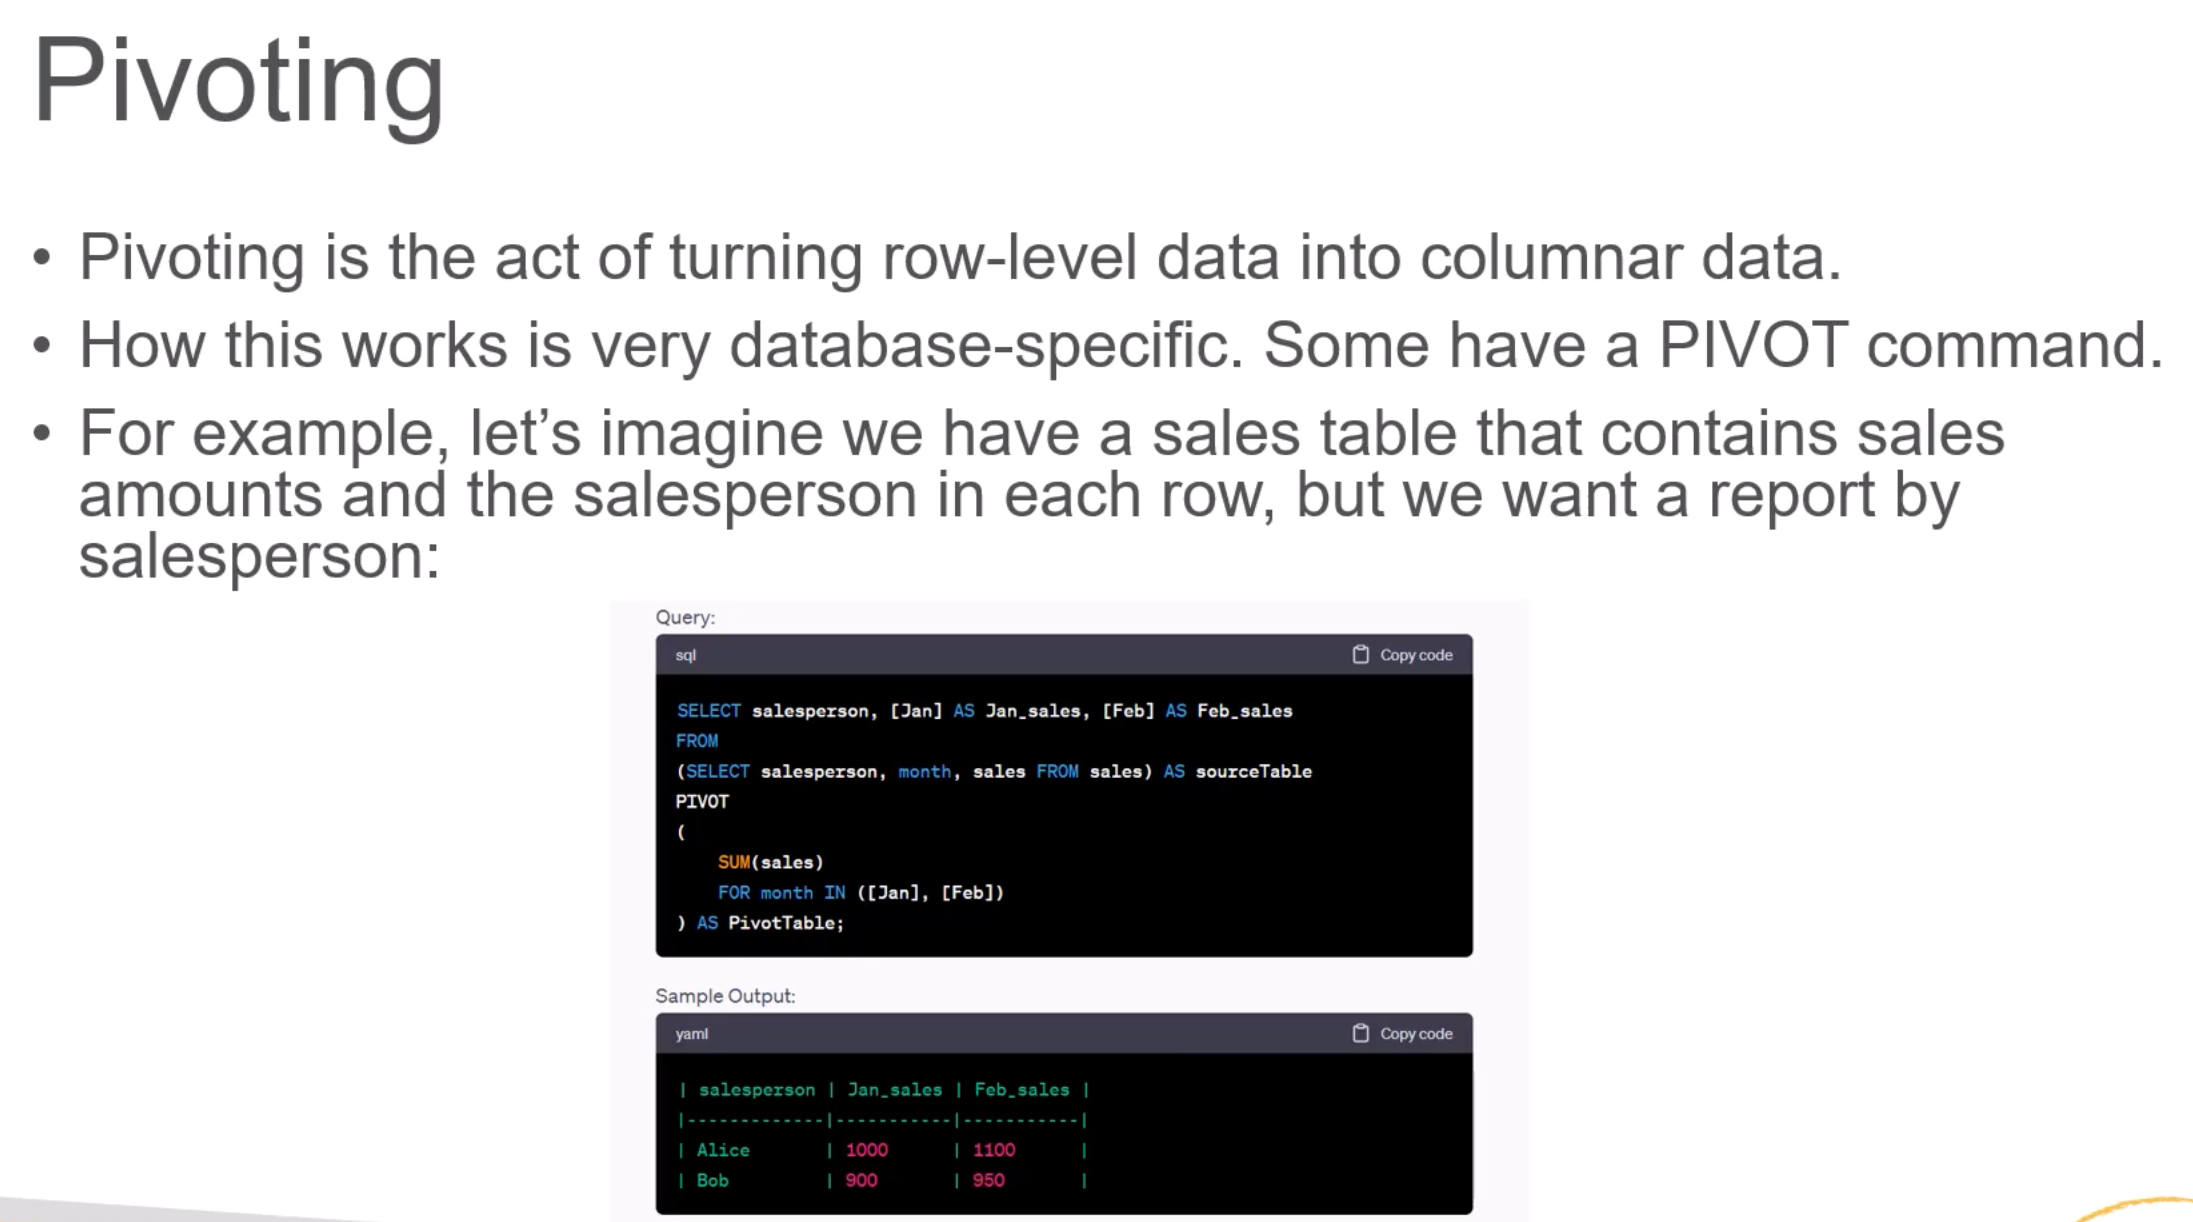 Pivoting
• Pivoting is the act of turning row-level data into columnar data.
• How this works is very database-specific. Some have a PIVOT command.
• For example, let’s imagine we have a sales table that contains sales
amounts and the salesperson in each row, but we want a report by
salesperson:
Query:
sql Copy code
SELECT salesperson, [Jan] AS Jan_sales, [Feb] AS Feb_sales
FROM
(SELECT salesperson, month, sales FROM sales) AS sourceTable
PIVOT
(
    SUM(sales)
    FOR month IN ([Jan], [Feb])
) AS PivotTable;
Sample Output:
yaml Copy code
| salesperson | Jan_sales | Feb_sales |
|-------------|-----------|-----------|
| Alice       | 1000      | 1100      |
| Bob         | 900       | 950       |